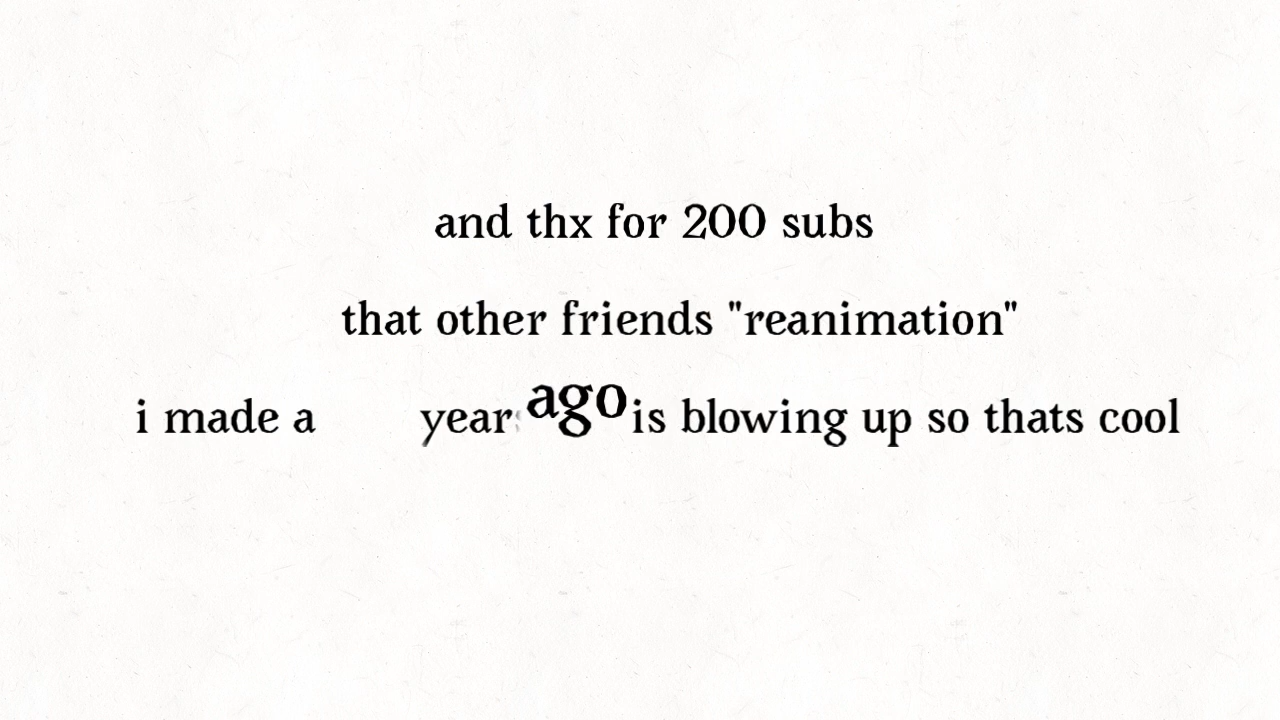 and thx for 200 subs
that other friends "reanimation"
i made a year ago is blowing up so thats cool